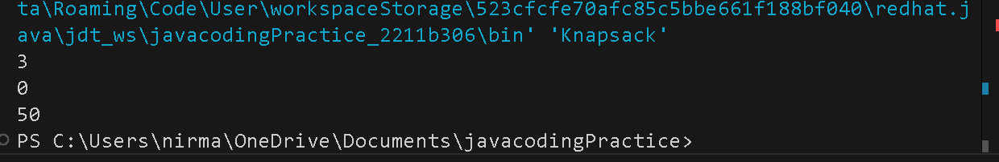 ta\Roaming\Code\User\workspaceStorage\523cfcfe70afc85c5bbe661f188bf040\redhat.j
ava\jdt_ws\javacodingPractice_2211b306\bin' 'Knapsack'
3
0
50
PS C:\Users\nirma\OneDrive\Documents\javacodingPractice>